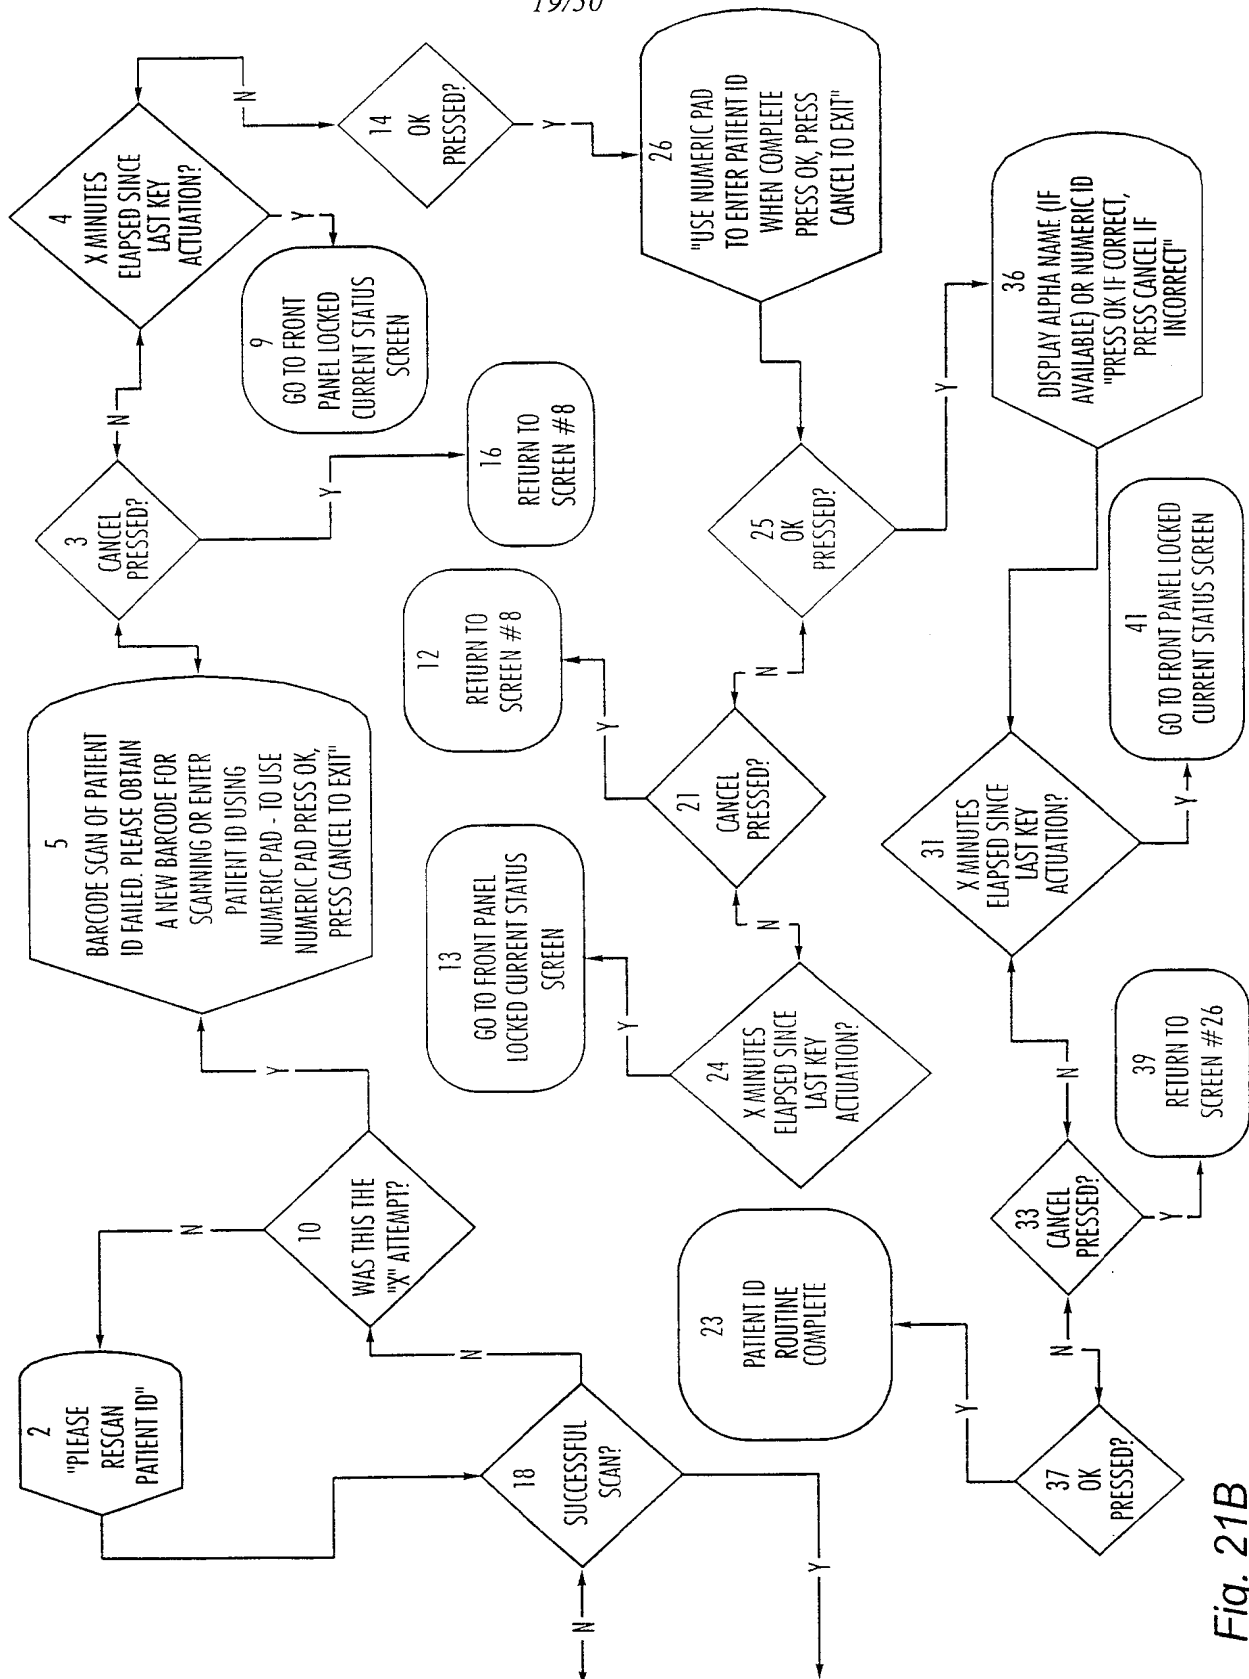 2
"PLEASE
RESCAN
PATIENT ID"
N
10
WAS THIS THE
"X" ATTEMPT?
Y
5
BARCODE SCAN OF PATIENT
ID FAILED. PLEASE OBTAIN
A NEW BARCODE FOR
SCANNING OR ENTER
PATIENT ID USING
NUMERIC PAD - TO USE
NUMERIC PAD PRESS OK,
PRESS CANCEL TO EXIT"
3
CANCEL
PRESSED?
N
4
X MINUTES
ELAPSED SINCE
LAST KEY
ACTUATION?
N
Y
9
GO TO FRONT
PANEL LOCKED
CURRENT STATUS
SCREEN
Y
16
RETURN TO
SCREEN #8
14
OK
PRESSED?
Y
N
18
SUCCESSFUL
SCAN?
N
Y
13
GO TO FRONT PANEL
LOCKED CURRENT STATUS
SCREEN
12
RETURN TO
SCREEN #8
Y
Y
24
X MINUTES
ELAPSED SINCE
LAST KEY
ACTUATION?
N
21
CANCEL
PRESSED?
N
25
OK
PRESSED?
Y
26
"USE NUMERIC PAD
TO ENTER PATIENT ID
WHEN COMPLETE
PRESS OK, PRESS
CANCEL TO EXIT"
23
PATIENT ID
ROUTINE
COMPLETE
Y
37
OK
PRESSED?
N
33
CANCEL
PRESSED?
N
Y
39
RETURN TO
SCREEN #26
31
X MINUTES
ELAPSED SINCE
LAST KEY
ACTUATION?
Y
41
GO TO FRONT PANEL LOCKED
CURRENT STATUS SCREEN
36
DISPLAY ALPHA NAME (IF
AVAILABLE) OR NUMERIC ID
"PRESS OK IF CORRECT,
PRESS CANCEL IF
INCORRECT"
Fig. 21B